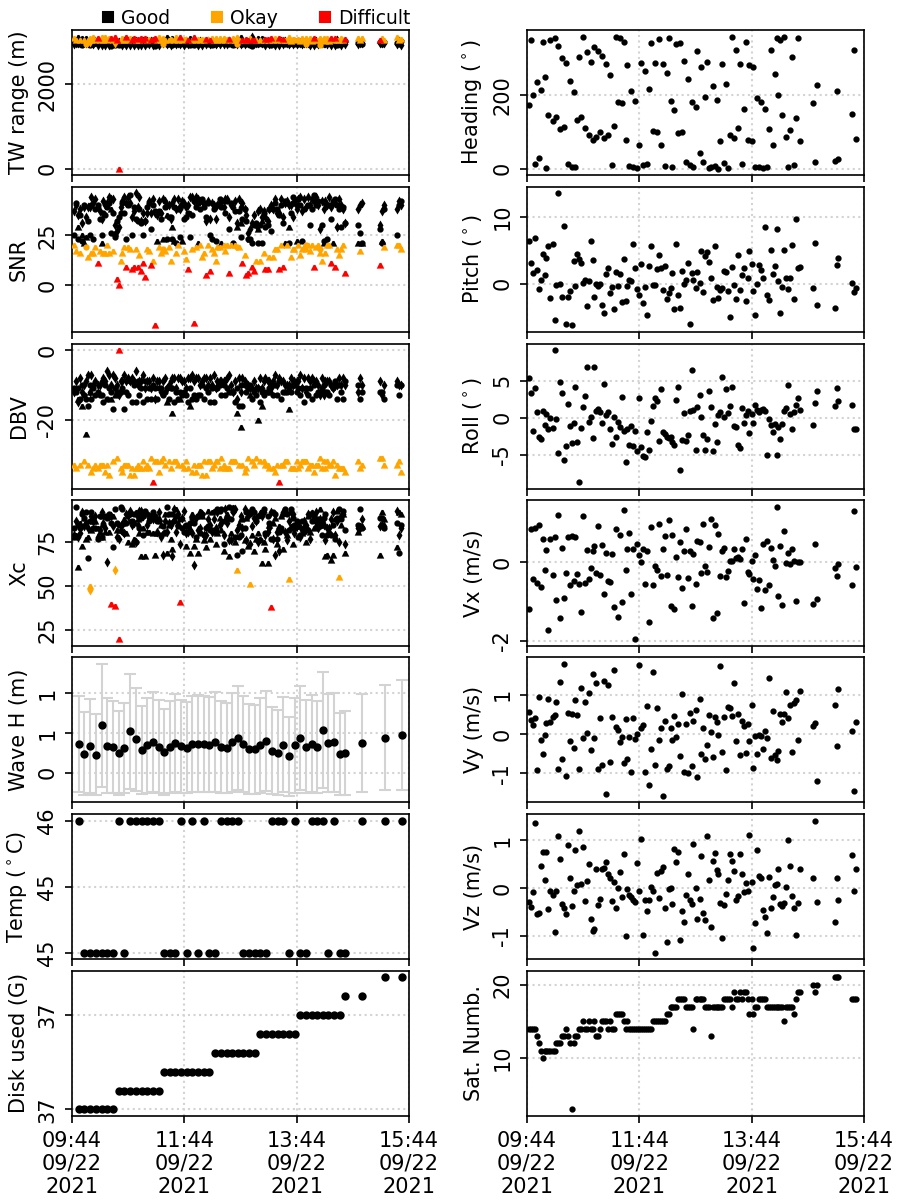 Good Okay Difficult
TW range (m)
2000
0
Heading (°)
200
0
SNR
25
0
Pitch (°)
10
0
DBV
0
-20
Roll (°)
5
0
-5
Xc
75
50
25
Vx (m/s)
0
-2
Wave H (m)
1
1
0
Vy (m/s)
1
0
-1
Temp (°C)
46
45
45
Vz (m/s)
1
0
-1
Disk used (G)
37
37
Sat. Numb.
20
10
09:44 11:44 13:44 15:44 09:44 11:44 13:44 15:44
09/22 09/22 09/22 09/22 09/22 09/22 09/22 09/22
2021 2021 2021 2021 2021 2021 2021 2021